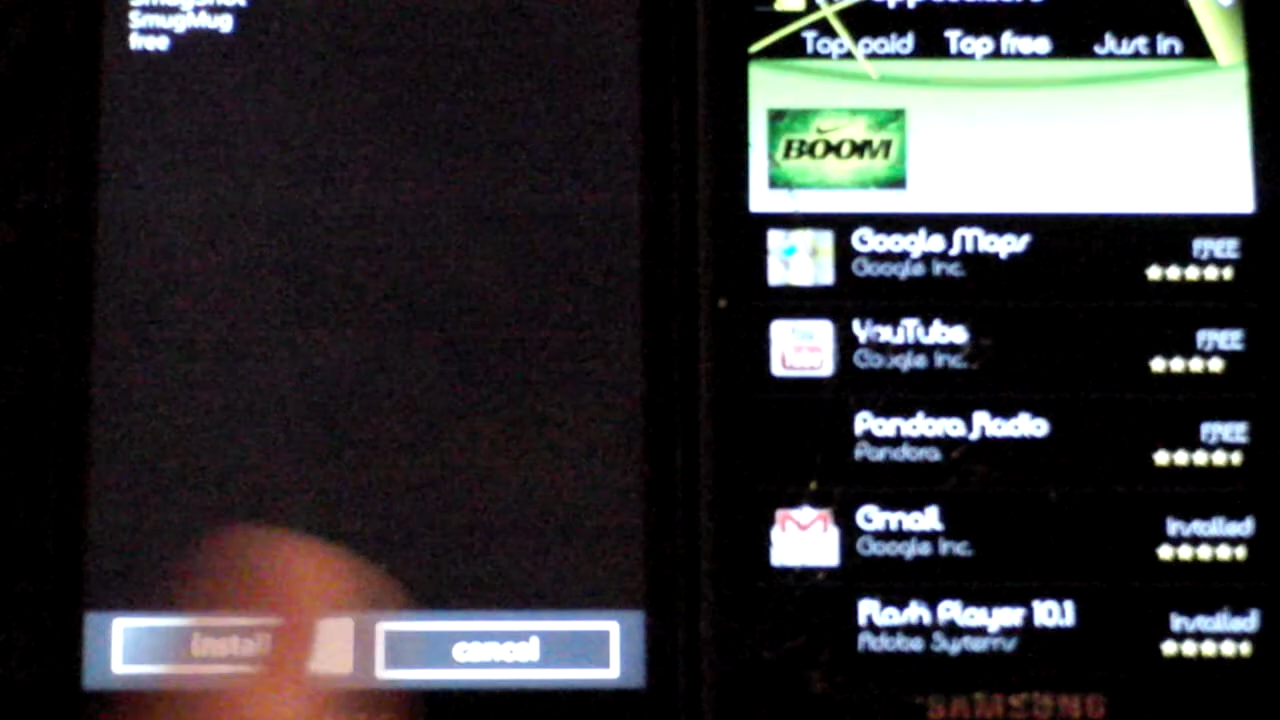 SmugMug
free
install
cancel
Top paid Top free Just in
BOOM
Google Maps FREE
Google Inc.
YouTube FREE
Google Inc.
Pandora Radio FREE
Pandora
Gmail Installed
Google Inc.
Flash Player 10.1 Installed
Adobe Systems
SAMSUNG